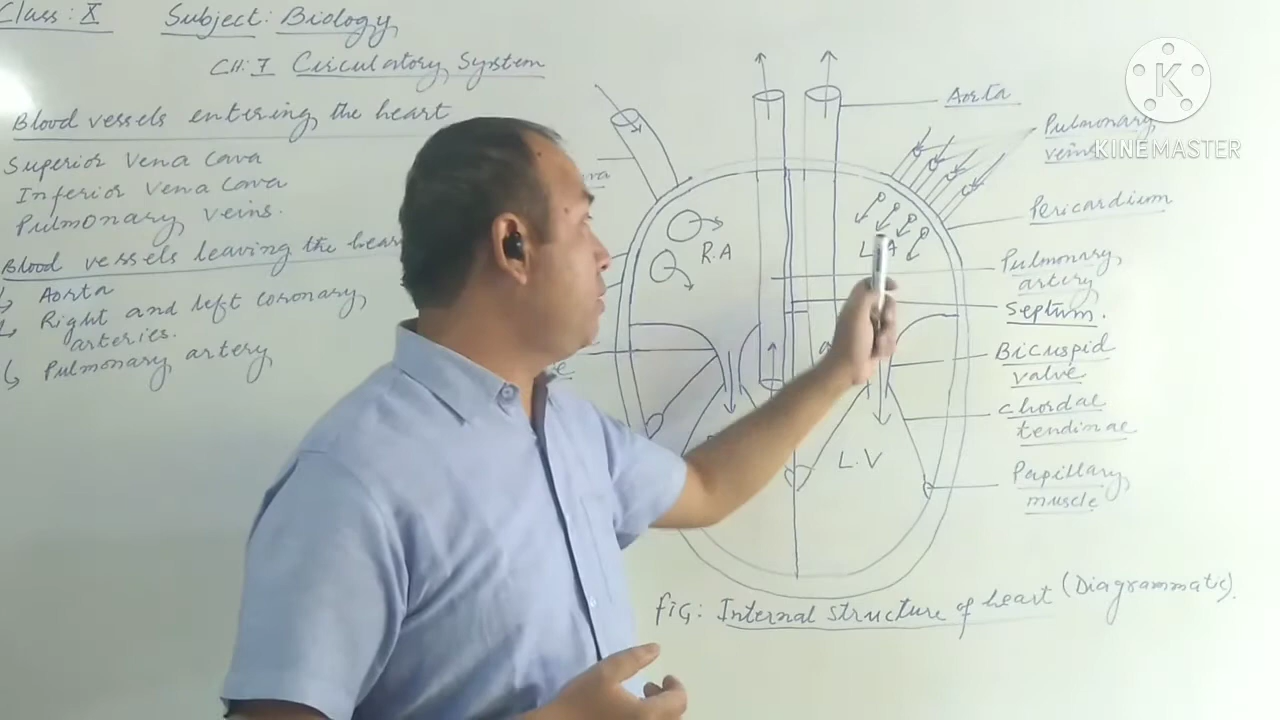 Class: X Subject: Biology
CH: 7 Circulatory System
Blood vessels entering the heart
Superior Vena Cava
Inferior Vena Cava
Pulmonary veins.
Blood vessels leaving the hear
Aorta
Right and left coronary
arteries.
Pulmonary artery
Aorta
Pulmonary
veins
KINEMASTER
K
Pericardium
R.A
L A
Pulmonary
artery
Septum.
Bicuspid
valve
Chordae
tendinae
L.V
Papillary
muscle
Fig: Internal structure of heart (Diagrammatic).